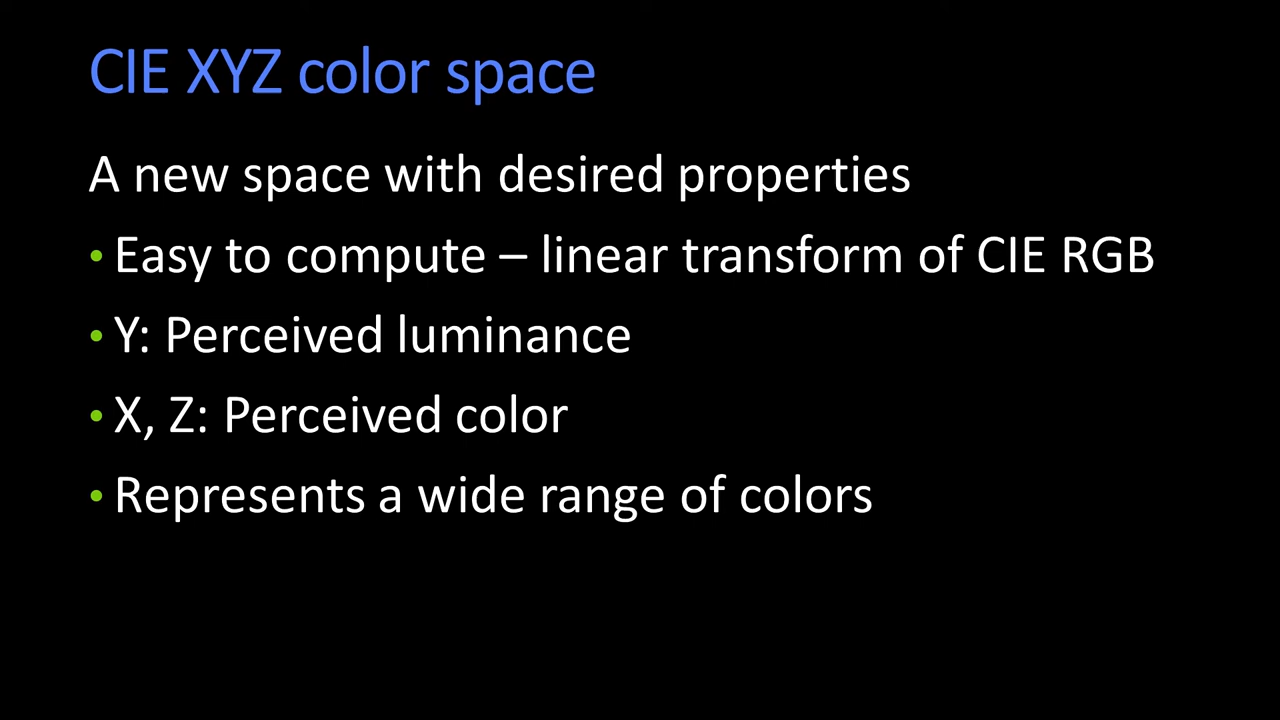 CIE XYZ color space
A new space with desired properties
• Easy to compute – linear transform of CIE RGB
• Y: Perceived luminance
• X, Z: Perceived color
• Represents a wide range of colors